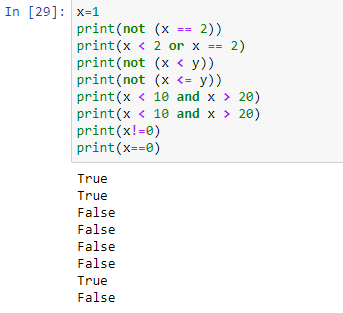 In [29]: x=1
print(not (x == 2))
print(x < 2 or x == 2)
print(not (x < y))
print(not (x <= y))
print(x < 10 and x > 20)
print(x < 10 and x > 20)
print(x!=0)
print(x==0)
True
True
False
False
False
False
True
False